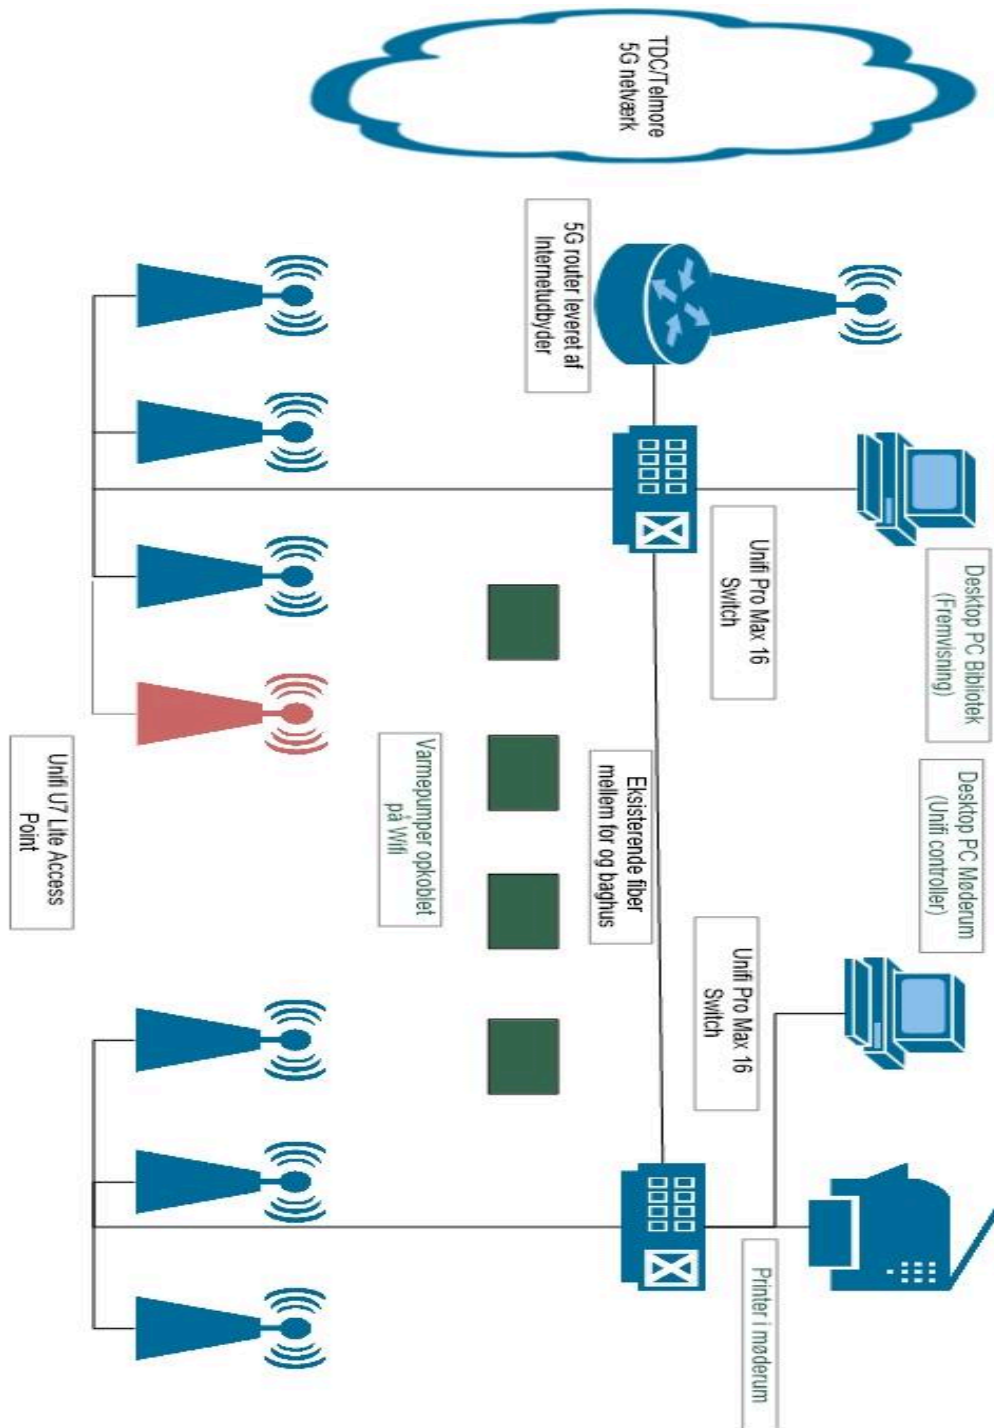 TDC/Telmore
5G netværk
5G router leveret af
Internetudbyder
Desktop PC Bibliotek
(Fremvisning)
Desktop PC Møderum
(Unifi controller)
Unifi Pro Max 16
Switch
Unifi Pro Max 16
Switch
Printer i møderum
Eksisterende fiber
mellem for og baghus
Varmepumper opkoblet
på Wifi
Unifi U7 Lite Access
Point